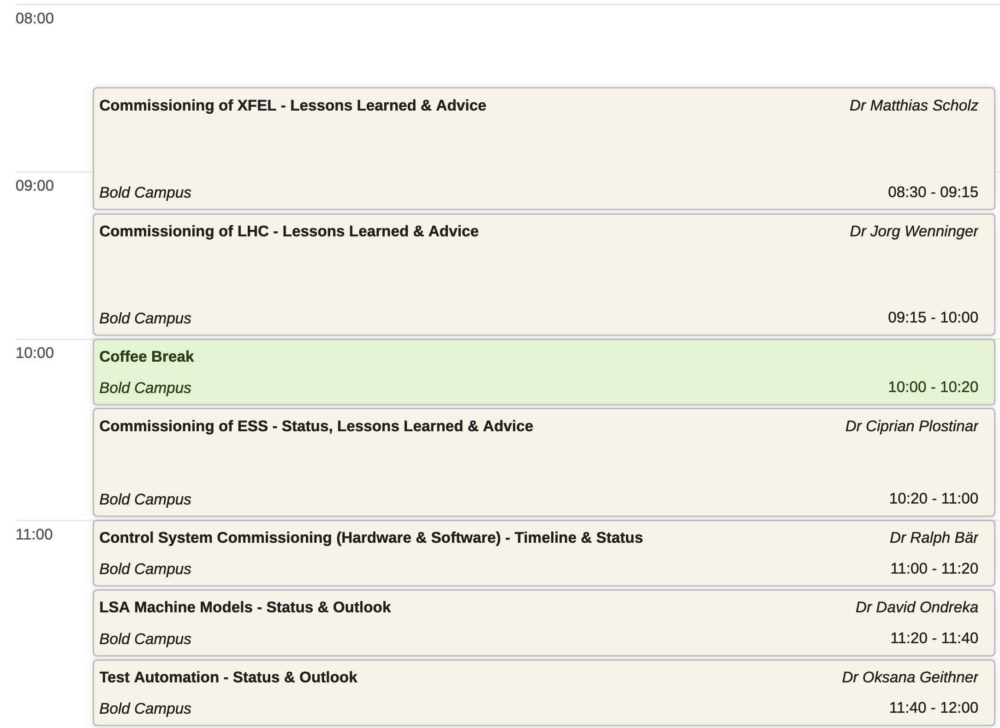 08:00
Commissioning of XFEL - Lessons Learned & Advice Dr Matthias Scholz
09:00
Bold Campus 08:30 - 09:15
Commissioning of LHC - Lessons Learned & Advice Dr Jorg Wenninger
Bold Campus 09:15 - 10:00
10:00
Coffee Break
Bold Campus 10:00 - 10:20
Commissioning of ESS - Status, Lessons Learned & Advice Dr Ciprian Plostinar
Bold Campus 10:20 - 11:00
11:00
Control System Commissioning (Hardware & Software) - Timeline & Status Dr Ralph Bär
Bold Campus 11:00 - 11:20
LSA Machine Models - Status & Outlook Dr David Ondreka
Bold Campus 11:20 - 11:40
Test Automation - Status & Outlook Dr Oksana Geithner
Bold Campus 11:40 - 12:00